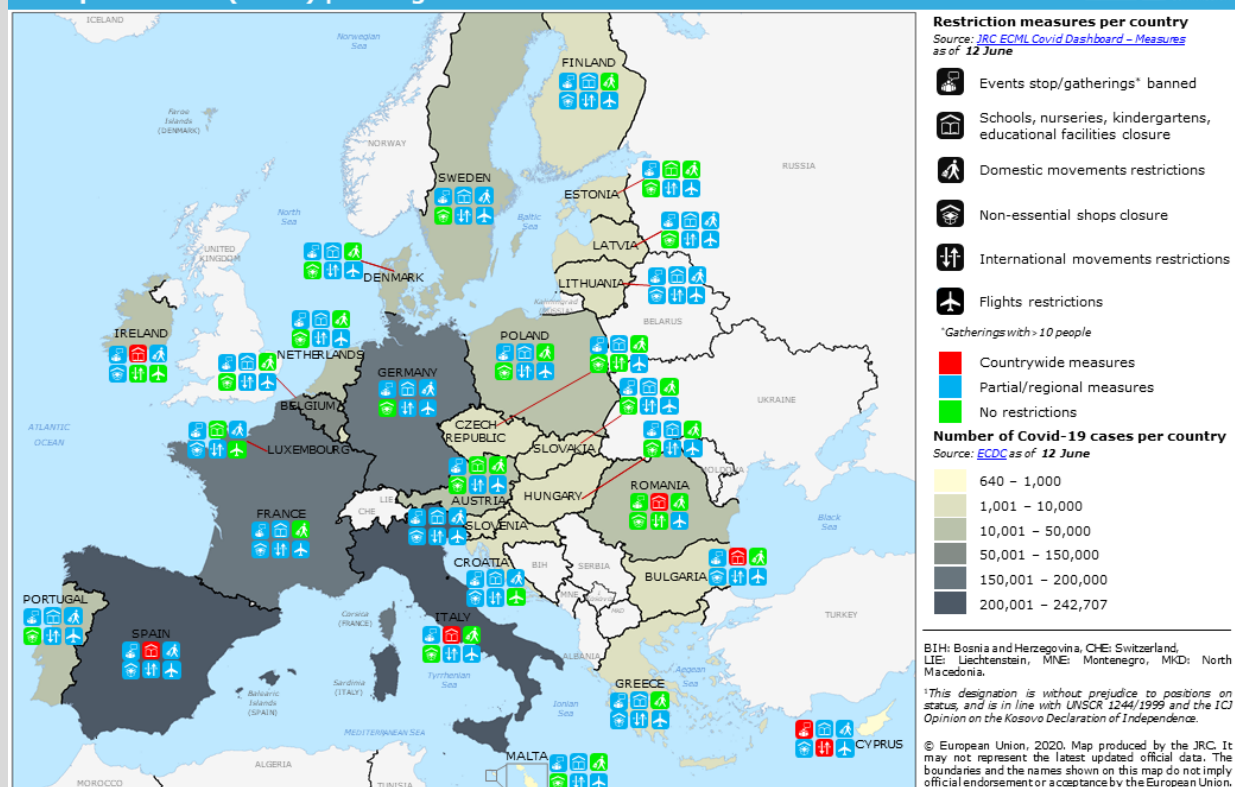 ICELAND
Norwegian
Sea
FINLAND
Faroe
Islands
(DENMARK)
NORWAY
RUSSIA
SWEDEN
ESTONIA
North
Sea
Baltic
Sea
UNITED
KINGDOM
LATVIA
DENMARK
LITHUANIA
Kaliningrad
BELARUS
IRELAND
POLAND
NETHERLANDS
GERMANY
UKRAINE
BELGIUM
ATLANTIC
OCEAN
CZECH
REPUBLIC
LUXEMBOURG
SLOVAKIA
MOLDOVA
ROMANIA
AUSTRIA
HUNGARY
LIE
CHE
FRANCE
SLOVENIA
Black
Sea
CROATIA
BIH
SERBIA
BULGARIA
MNE
Kosovo
MKD
PORTUGAL
Corsica
(FRANCE)
ITALY
TURKEY
SPAIN
ALBANIA
Aegean
Sea
Tyrrhenian
Sea
Sardinia
(ITALY)
GREECE
Balearic
Islands
(SPAIN)
Ionian
Sea
MEDITERRANEAN SEA
CYPRUS
MALTA
ALGERIA
MOROCCO
TUNISIA
Restriction measures per country
Source: JRC ECML Covid Dashboard – Measures
as of 12 June
Events stop/gatherings* banned
Schools, nurseries, kindergartens,
educational facilities closure
Domestic movements restrictions
Non-essential shops closure
International movements restrictions
Flights restrictions
*Gatherings with > 10 people
Countrywide measures
Partial/regional measures
No restrictions
Number of Covid-19 cases per country
Source: ECDC as of 12 June
640 – 1,000
1,001 – 10,000
10,001 – 50,000
50,001 – 150,000
150,001 – 200,000
200,001 – 242,707
BIH: Bosnia and Herzegovina, CHE: Switzerland,
LIE: Liechtenstein, MNE: Montenegro, MKD: North
Macedonia.
¹This designation is without prejudice to positions on
status, and is in line with UNSCR 1244/1999 and the ICJ
Opinion on the Kosovo Declaration of Independence.
© European Union, 2020. Map produced by the JRC. It
may not represent the latest updated official data. The
boundaries and the names shown on this map do not imply
official endorsement or acceptance by the European Union.